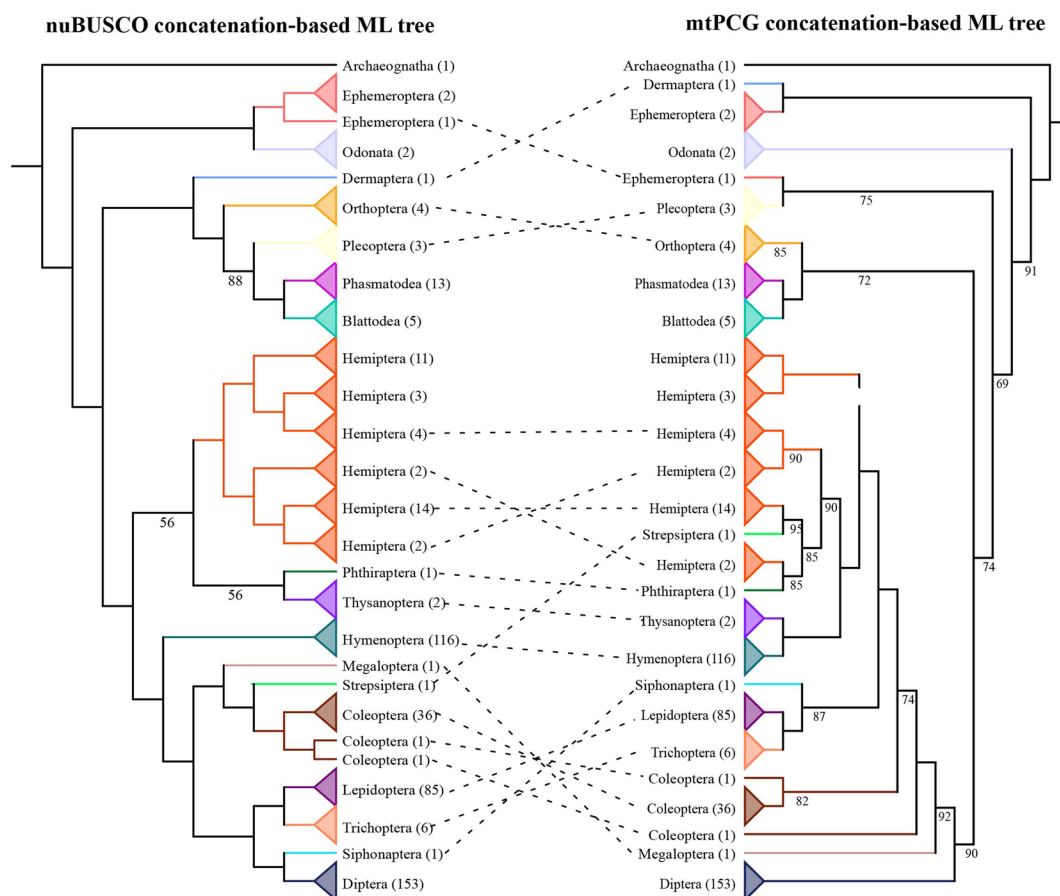 nuBUSCO concatenation-based ML tree
Archaeognatha (1)
Ephemeroptera (2)
Ephemeroptera (1)
Odonata (2)
Dermaptera (1)
Orthoptera (4)
Plecoptera (3)
88
Phasmatodea (13)
Blattodea (5)
Hemiptera (11)
Hemiptera (3)
Hemiptera (4)
Hemiptera (2)
Hemiptera (14)
56
Hemiptera (2)
Phthiraptera (1)
56
Thysanoptera (2)
Hymenoptera (116)
Megaloptera (1)
Strepsiptera (1)
Coleoptera (36)
Coleoptera (1)
Coleoptera (1)
Lepidoptera (85)
Trichoptera (6)
Siphonaptera (1)
Diptera (153)
mtPCG concatenation-based ML tree
Archaeognatha (1)
Dermaptera (1)
Ephemeroptera (2)
Odonata (2)
Ephemeroptera (1)
75
Plecoptera (3)
Orthoptera (4)
85
91
72
Phasmatodea (13)
Blattodea (5)
Hemiptera (11)
69
Hemiptera (3)
Hemiptera (4)
90
Hemiptera (2)
Hemiptera (14)
90
95
Strepsiptera (1)
85
74
Hemiptera (2)
85
Phthiraptera (1)
Thysanoptera (2)
Hymenoptera (116)
Siphonaptera (1)
74
Lepidoptera (85)
87
Trichoptera (6)
Coleoptera (1)
82
Coleoptera (36)
92
Coleoptera (1)
Megaloptera (1)
90
Diptera (153)